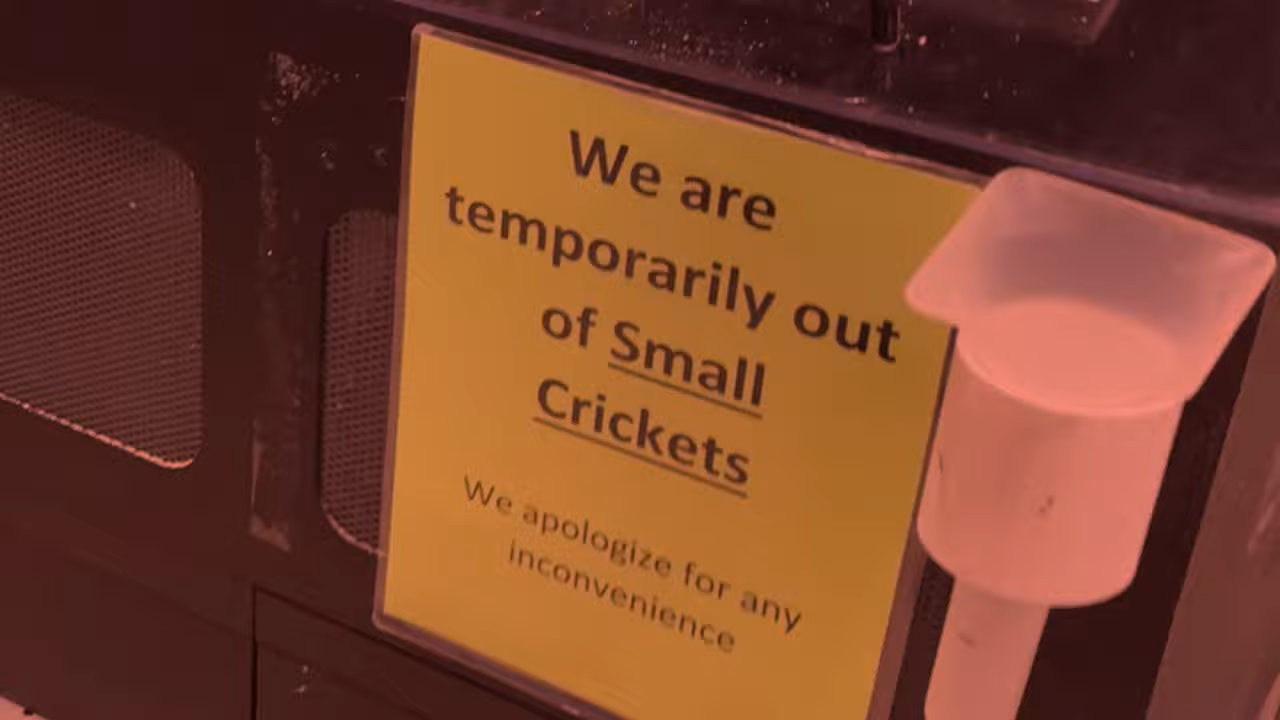 We are
temporarily out
of Small
Crickets
We apologize for any
inconvenience